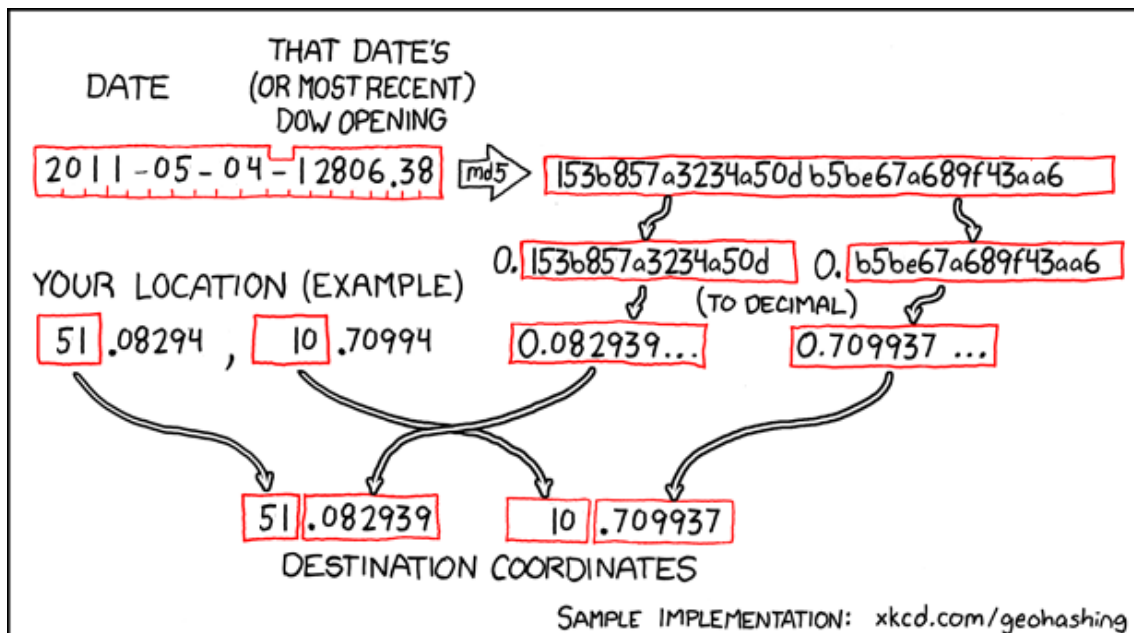 DATE
THAT DATE'S
(OR MOST RECENT)
DOW OPENING
2011-05-04-12806.38
md5
153b857a3234a50d b5be67a689f43aa6
0. 153b857a3234a50d
0. b5be67a689f43aa6
YOUR LOCATION (EXAMPLE)
(TO DECIMAL)
51 .08294 , 10 .70994
0.082939...
0.709937 ...
51 .082939
10 .709937
DESTINATION COORDINATES
SAMPLE IMPLEMENTATION: xkcd.com/geohashing